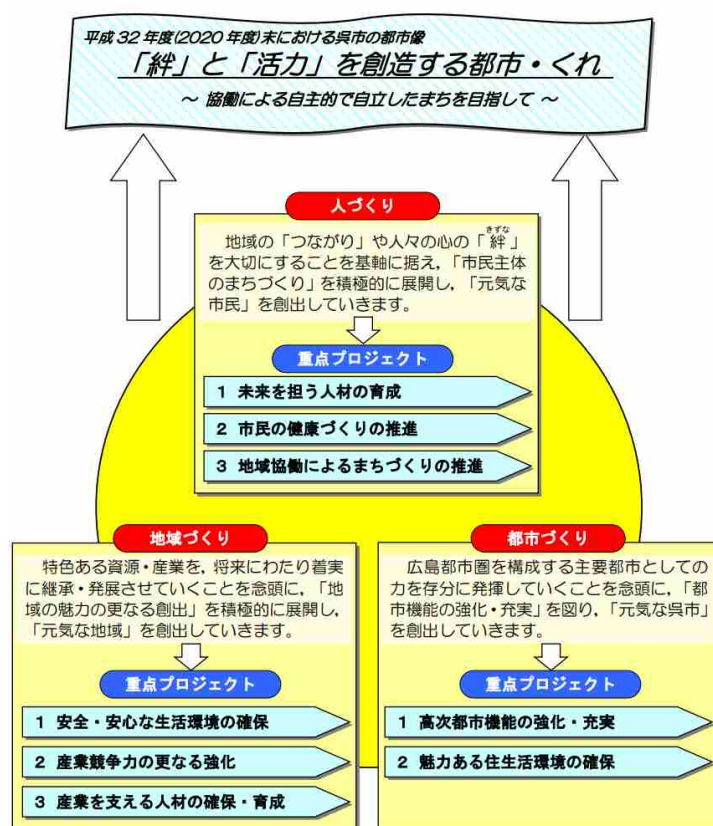 平成32年度(2020年度)末における呉市の都市像
「絆」と「活力」を創造する都市・くれ
～ 協働による自主的で自立したまちを目指して ～
人づくり
きずな
地域の「つながり」や人々の心の「絆」
を大切にすることを基軸に据え，「市民主体
のまちづくり」を積極的に展開し，「元気な
市民」を創出していきます。
重点プロジェクト
1 未来を担う人材の育成
2 市民の健康づくりの推進
3 地域協働によるまちづくりの推進
地域づくり
特色ある資源・産業を，将来にわたり着実
に継承・発展させていくことを念頭に，「地
域の魅力の更なる創出」を積極的に展開し，
「元気な地域」を創出していきます。
重点プロジェクト
1 安全・安心な生活環境の確保
2 産業競争力の更なる強化
3 産業を支える人材の確保・育成
都市づくり
広島都市圏を構成する主要都市としての
力を存分に発揮していくことを念頭に，「都
市機能の強化・充実」を図り，「元気な呉市」
を創出していきます。
重点プロジェクト
1 高次都市機能の強化・充実
2 魅力ある住生活環境の確保